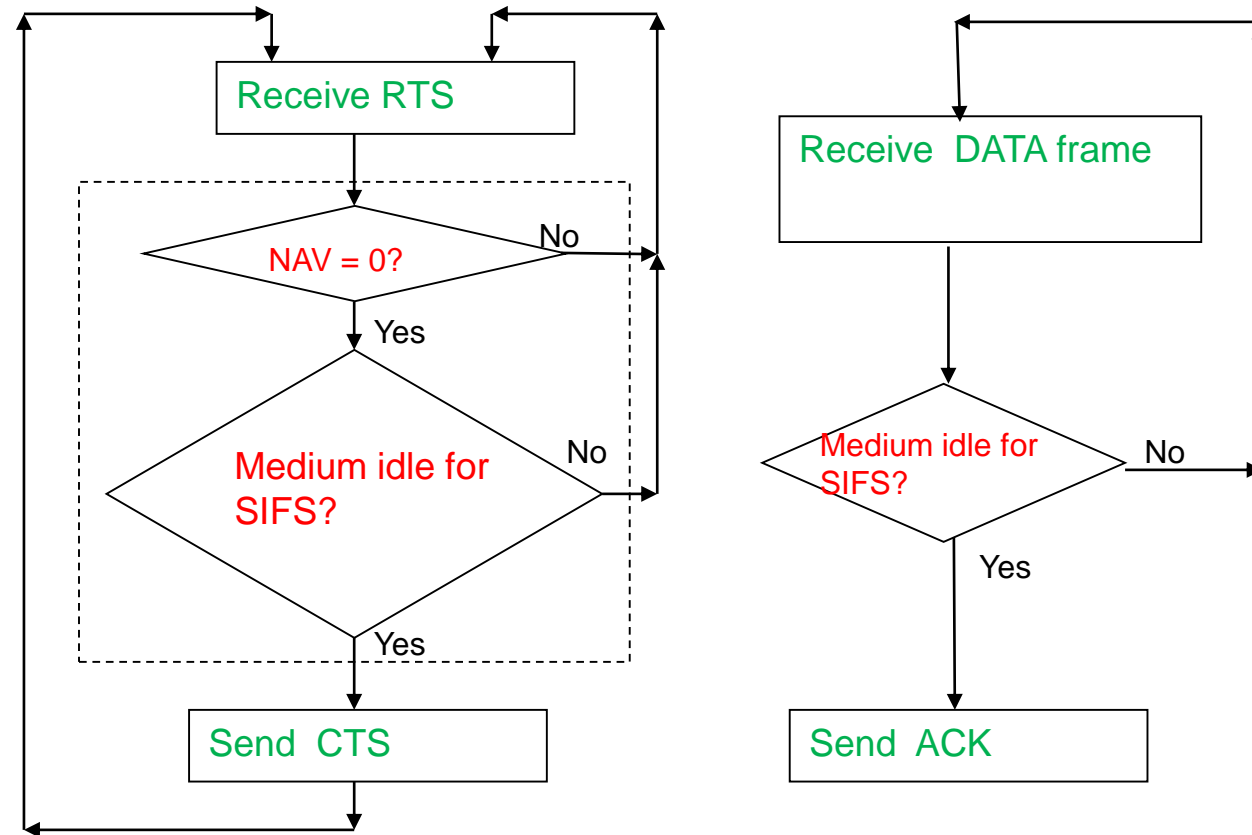 Receive RTS
NAV = 0?
No
Yes
Medium idle for
SIFS?
No
Yes
Send CTS
Receive DATA frame
Medium idle for
SIFS?
No
Yes
Send ACK